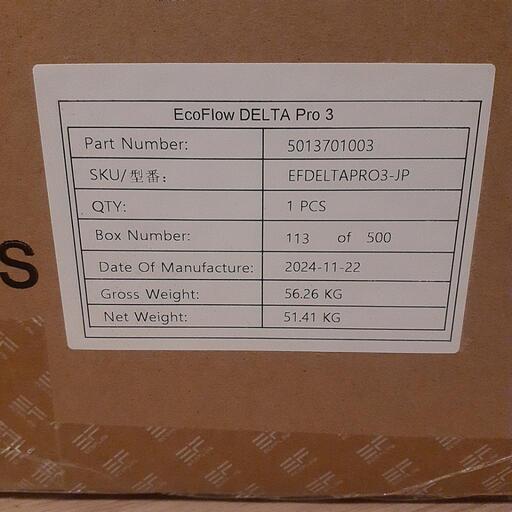 EcoFlow DELTA Pro 3
Part Number: 5013701003
SKU/型番: EFDELTAPRO3-JP
QTY: 1 PCS
Box Number: 113 of 500
Date Of Manufacture: 2024-11-22
Gross Weight: 56.26 KG
Net Weight: 51.41 KG
S